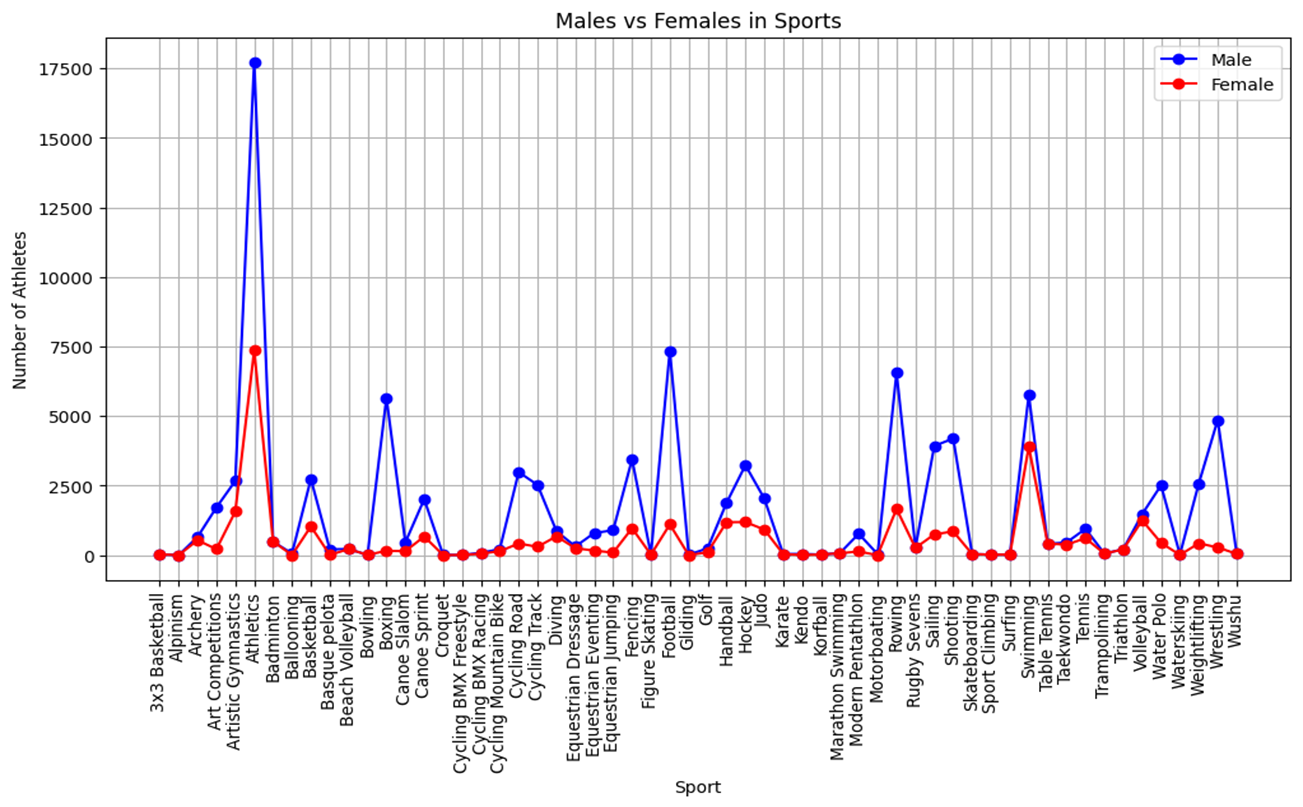 Males vs Females in Sports
Male
Female
17500
15000
12500
10000
7500
5000
2500
0
Number of Athletes
3x3 Basketball
Alpinism
Archery
Art Competitions
Artistic Gymnastics
Athletics
Badminton
Ballooning
Basketball
Basque pelota
Beach Volleyball
Bowling
Boxing
Canoe Slalom
Canoe Sprint
Croquet
Cycling BMX Freestyle
Cycling BMX Racing
Cycling Mountain Bike
Cycling Road
Cycling Track
Diving
Equestrian Dressage
Equestrian Eventing
Equestrian Jumping
Fencing
Figure Skating
Football
Gliding
Golf
Handball
Hockey
Judo
Karate
Kendo
Korfball
Marathon Swimming
Modern Pentathlon
Motorboating
Rowing
Rugby Sevens
Sailing
Shooting
Skateboarding
Sport Climbing
Surfing
Swimming
Table Tennis
Taekwondo
Tennis
Trampolining
Triathlon
Volleyball
Water Polo
Waterskiing
Weightlifting
Wrestling
Wushu
Sport